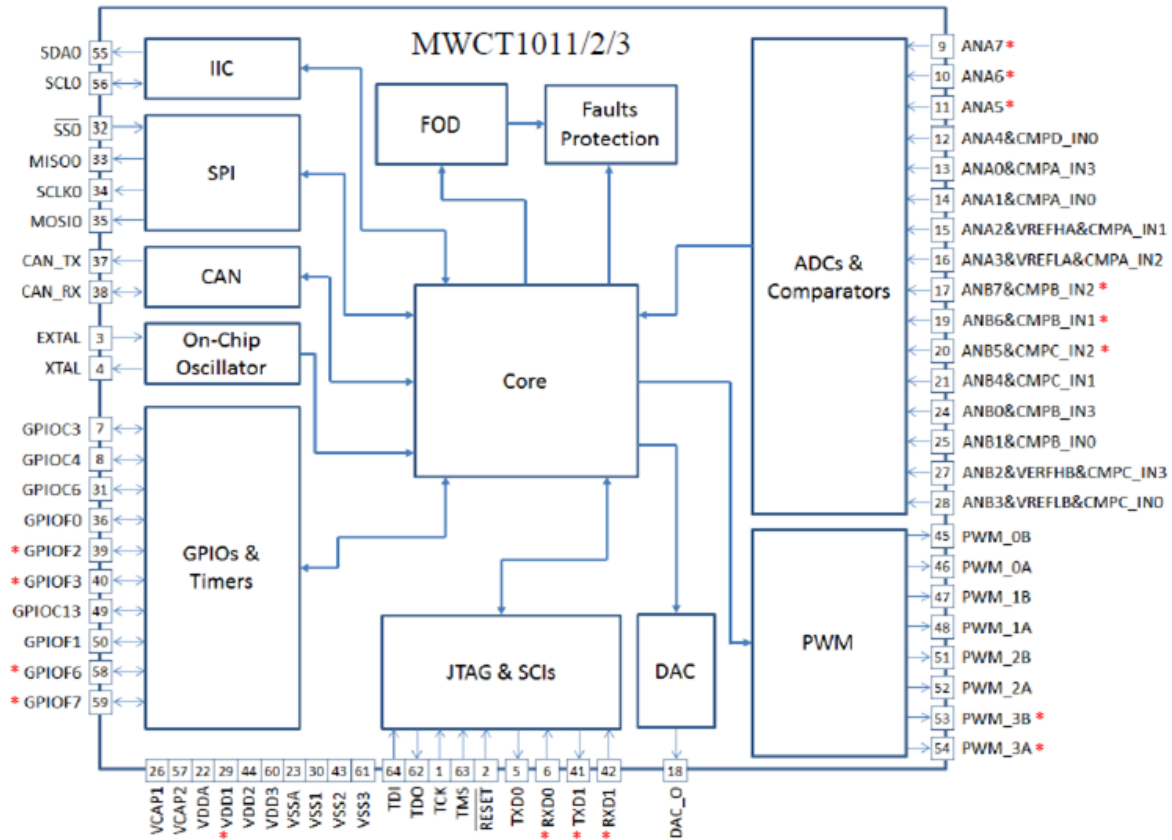 MWCT1011/2/3
SDA0 55
SCL0 56
IIC
SS0 32
MISO0 33
SCLK0 34
MOSI0 35
SPI
CAN_TX 37
CAN_RX 38
CAN
EXTAL 3
XTAL 4
On-Chip
Oscillator
GPIOC3 7
GPIOC4 8
GPIOC6 31
GPIOF0 36
* GPIOF2 39
* GPIOF3 40
GPIOC13 49
GPIOF1 50
* GPIOF6 58
* GPIOF7 59
GPIOs &
Timers
FOD
Faults
Protection
Core
JTAG & SCIs
DAC
ADCs &
Comparators
PWM
9 ANA7*
10 ANA6*
11 ANA5*
12 ANA4&CMPD_IN0
13 ANA0&CMPA_IN3
14 ANA1&CMPA_IN0
15 ANA2&VREFHA&CMPA_IN1
16 ANA3&VREFLA&CMPA_IN2
17 ANB7&CMPB_IN2 *
19 ANB6&CMPB_IN1 *
20 ANB5&CMPC_IN2 *
21 ANB4&CMPC_IN1
24 ANB0&CMPB_IN3
25 ANB1&CMPB_IN0
27 ANB2&VERFHB&CMPC_IN3
28 ANB3&VREFLB&CMPC_IN0
45 PWM_0B
46 PWM_0A
47 PWM_1B
48 PWM_1A
51 PWM_2B
52 PWM_2A
53 PWM_3B *
54 PWM_3A *
26 VCAP1
57 VCAP2
22 VDDA
29 * VDD1
44 VDD2
60 VDD3
23 VSSA
30 VSS1
43 VSS2
61 VSS3
64 TDI
62 TDO
1 TCK
63 TMS
2 RESET
5 TXD0
6 * RXD0
41 * TXD1
42 * RXD1
18 DAC_O